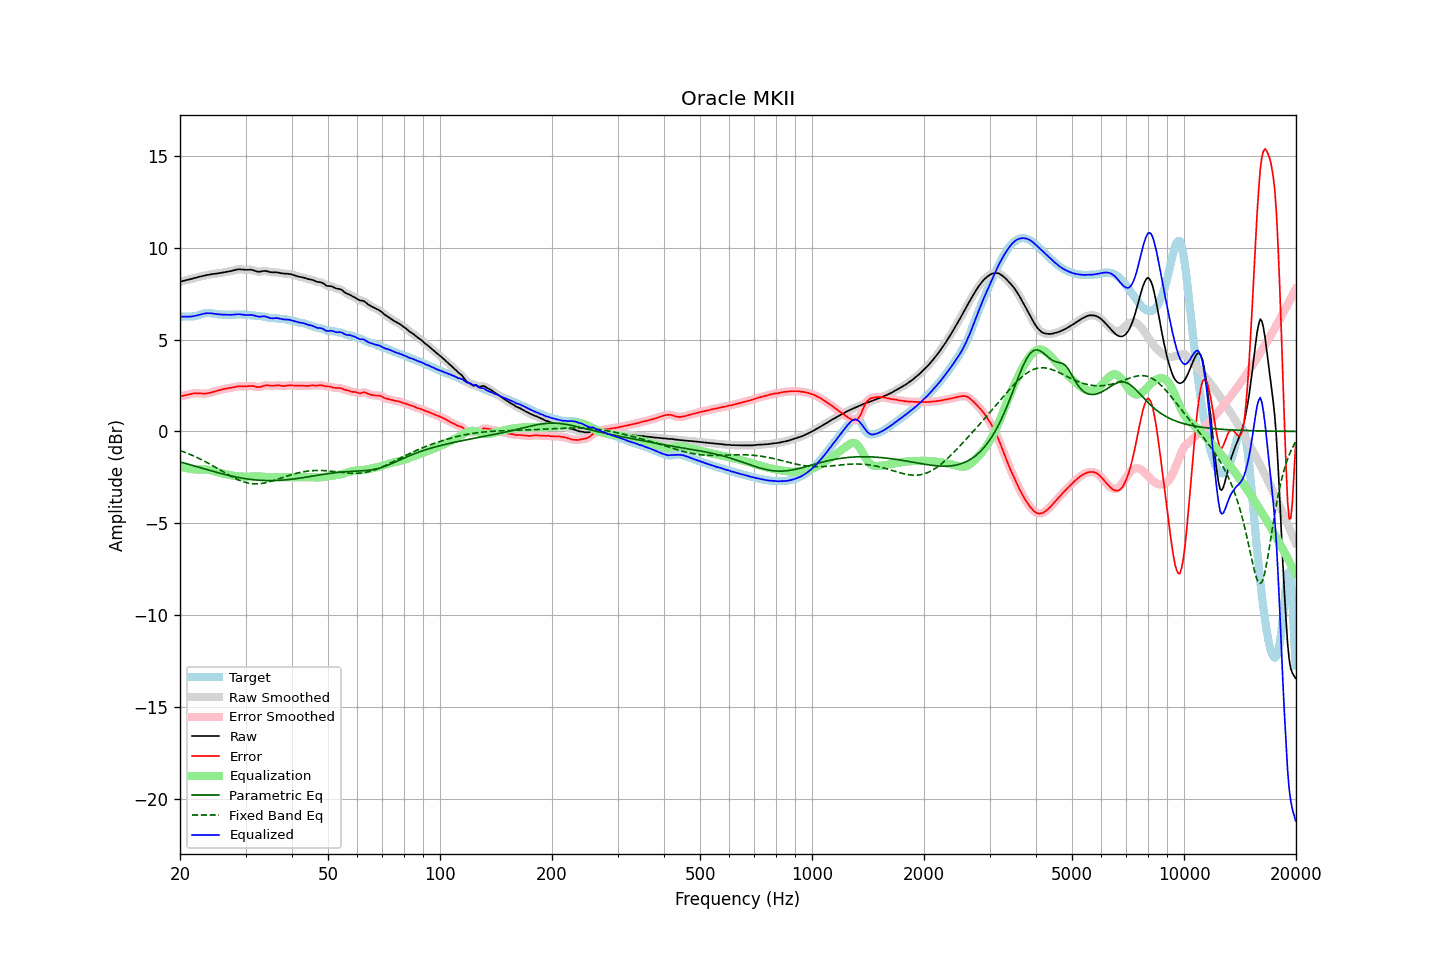 Oracle MKII
Amplitude (dBr)
15
10
5
0
−5
−10
−15
−20
Target
Raw Smoothed
Error Smoothed
Raw
Error
Equalization
Parametric Eq
Fixed Band Eq
Equalized
20 50 100 200 500 1000 2000 5000 10000 20000
Frequency (Hz)